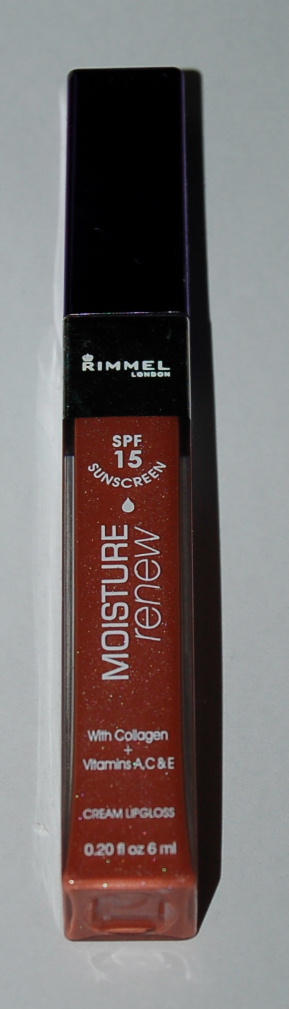 RIMMEL
LONDON
SPF
15
SUNSCREEN
MOISTURE
renew
With Collagen
+
Vitamins A, C & E
CREAM LIPGLOSS
0.20 fl oz 6 ml